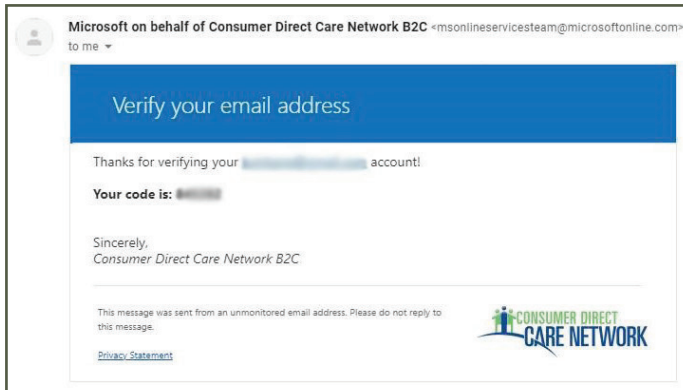 Microsoft on behalf of Consumer Direct Care Network B2C <msonlineservicesteam@microsoftonline.com>
to me
Verify your email address
Thanks for verifying your account!
Your code is:
Sincerely,
Consumer Direct Care Network B2C
This message was sent from an unmonitored email address. Please do not reply to
this message.
Privacy Statement
CONSUMER DIRECT
CARE NETWORK